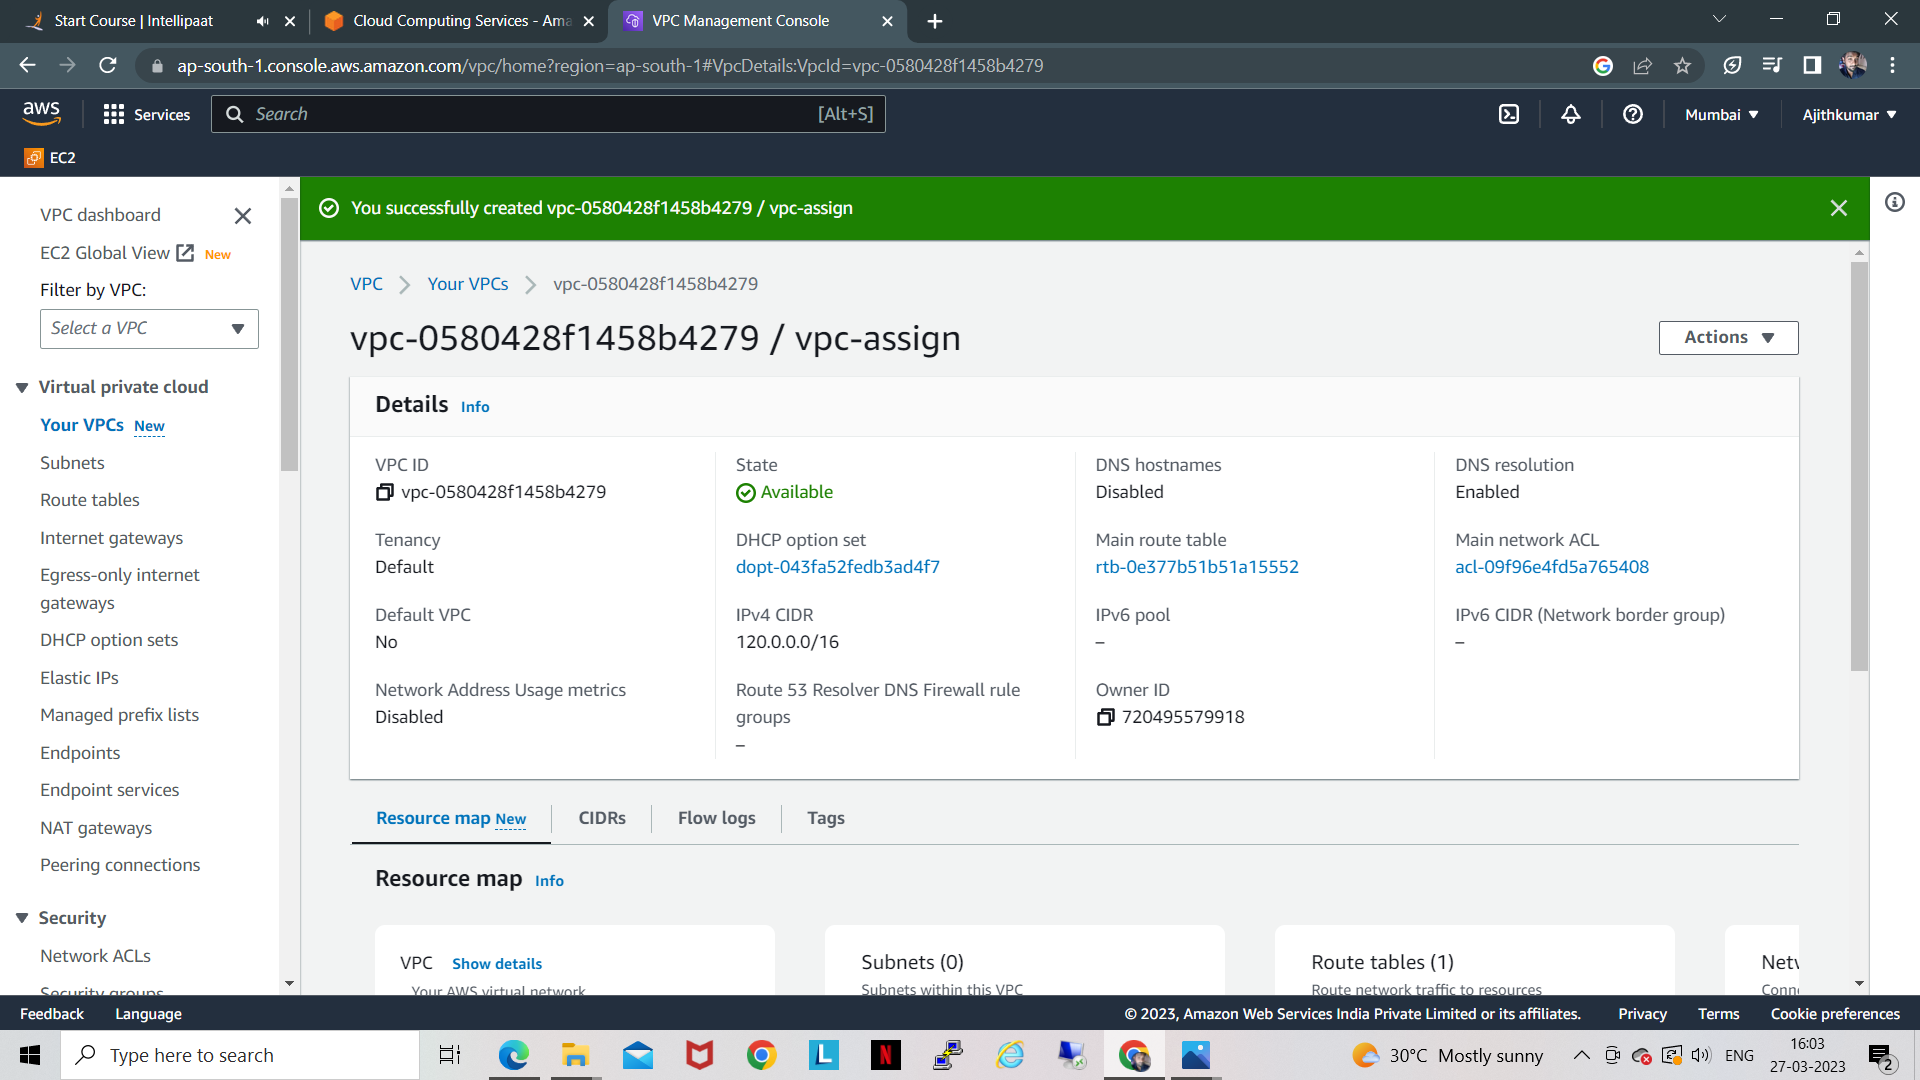 Start Course | Intellipaat
Cloud Computing Services - Ama
VPC Management Console
ap-south-1.console.aws.amazon.com/vpc/home?region=ap-south-1#VpcDetails:VpcId=vpc-0580428f1458b4279
aws
Services
Search
[Alt+S]
Mumbai
Ajithkumar
EC2
VPC dashboard
EC2 Global View New
Filter by VPC:
Select a VPC
Virtual private cloud
Your VPCs New
Subnets
Route tables
Internet gateways
Egress-only internet
gateways
DHCP option sets
Elastic IPs
Managed prefix lists
Endpoints
Endpoint services
NAT gateways
Peering connections
Security
Network ACLs
Security groups
You successfully created vpc-0580428f1458b4279 / vpc-assign
VPC
Your VPCs
vpc-0580428f1458b4279
vpc-0580428f1458b4279 / vpc-assign
Actions
Details Info
VPC ID
vpc-0580428f1458b4279
State
Available
DNS hostnames
Disabled
DNS resolution
Enabled
Tenancy
Default
DHCP option set
dopt-043fa52fedb3ad4f7
Main route table
rtb-0e377b51b51a15552
Main network ACL
acl-09f96e4fd5a765408
Default VPC
No
IPv4 CIDR
120.0.0.0/16
IPv6 pool
–
IPv6 CIDR (Network border group)
–
Network Address Usage metrics
Disabled
Route 53 Resolver DNS Firewall rule
groups
–
Owner ID
720495579918
Resource map New
CIDRs
Flow logs
Tags
Resource map Info
VPC Show details
Your AWS virtual network
Subnets (0)
Subnets within this VPC
Route tables (1)
Route network traffic to resources
Netw
Conn
Feedback
Language
© 2023, Amazon Web Services India Private Limited or its affiliates.
Privacy
Terms
Cookie preferences
Type here to search
30°C Mostly sunny
ENG
16:03
27-03-2023
2